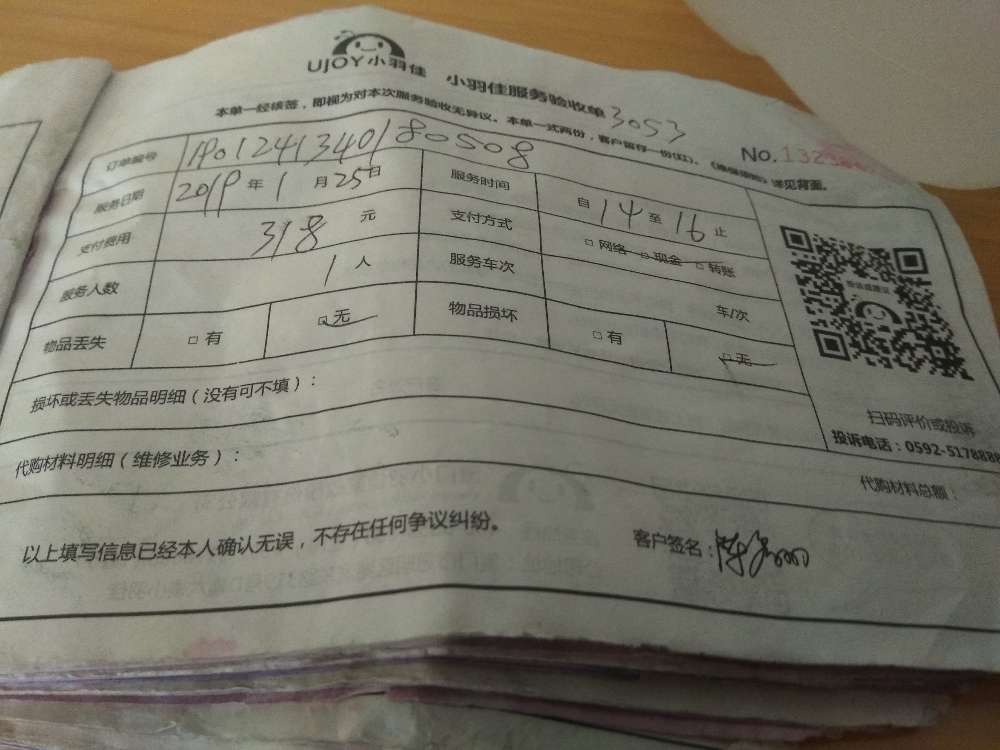 UJOY小羽佳 小羽佳服务验收单 3053
本单一经核签，即视为对本次服务验收无异议。本单一式两份，客户留存一份(红)。 详见背面。
No.1323
订单编号 1901241340180508
服务日期 2019年1月25日 服务时间 自14至16止
支付费用 318元 支付方式 □网络 □现金 □转账
服务人数 1人 服务车次 车/次
物品丢失 □有 □无 物品损坏 □有 □无
损坏或丢失物品明细（没有可不填）：
扫码评价或投诉
投诉电话：0592-5178888
代购材料明细（维修业务）： 代购材料总额：
以上填写信息已经本人确认无误，不存在任何争议纠纷。 客户签名：陈